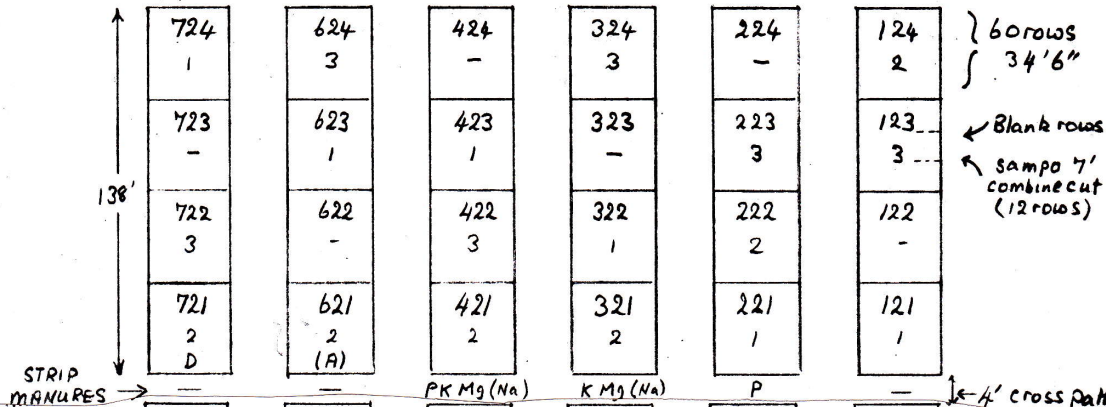 724 624 424 324 224 124 } 60 rows
1 3 – 3 – 2 34'6"
723 623 423 323 223 123 Blank rows
– 1 1 – 3 3 Sampo 7'
combine cut
(12 rows)
138'
722 622 422 322 222 122
3 – 3 1 2 -
721 621 421 321 221 121
2 2 2 2 1 1
D (A)
STRIP
MANURES → — — PK Mg (Na) K Mg (Na) P — 4' cross path